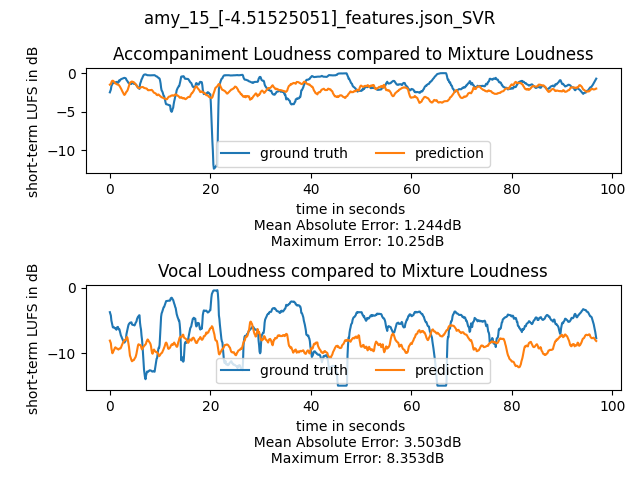 amy_15_[-4.51525051]_features.json_SVR
Accompaniment Loudness compared to Mixture Loudness
short-term LUFS in dB
0
−5
−10
ground truth prediction
0 20 40 60 80 100
time in seconds
Mean Absolute Error: 1.244dB
Maximum Error: 10.25dB
Vocal Loudness compared to Mixture Loudness
short-term LUFS in dB
0
−10
ground truth prediction
0 20 40 60 80 100
time in seconds
Mean Absolute Error: 3.503dB
Maximum Error: 8.353dB